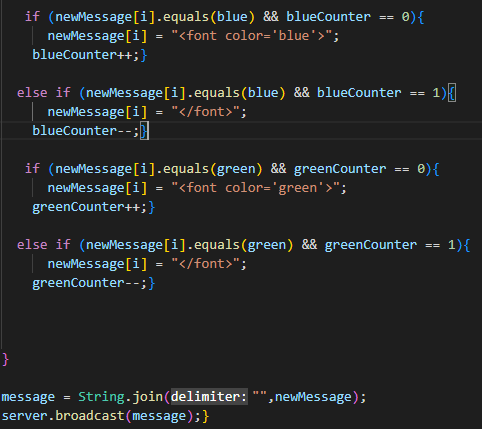 if (newMessage[i].equals(blue) && blueCounter == 0){
newMessage[i] = "<font color='blue'>";
blueCounter++;}
else if (newMessage[i].equals(blue) && blueCounter == 1){
newMessage[i] = "</font>";
blueCounter--;}
if (newMessage[i].equals(green) && greenCounter == 0){
newMessage[i] = "<font color='green'>";
greenCounter++;}
else if (newMessage[i].equals(green) && greenCounter == 1){
newMessage[i] = "</font>";
greenCounter--;}
}
message = String.join(delimiter: "",newMessage);
server.broadcast(message);}